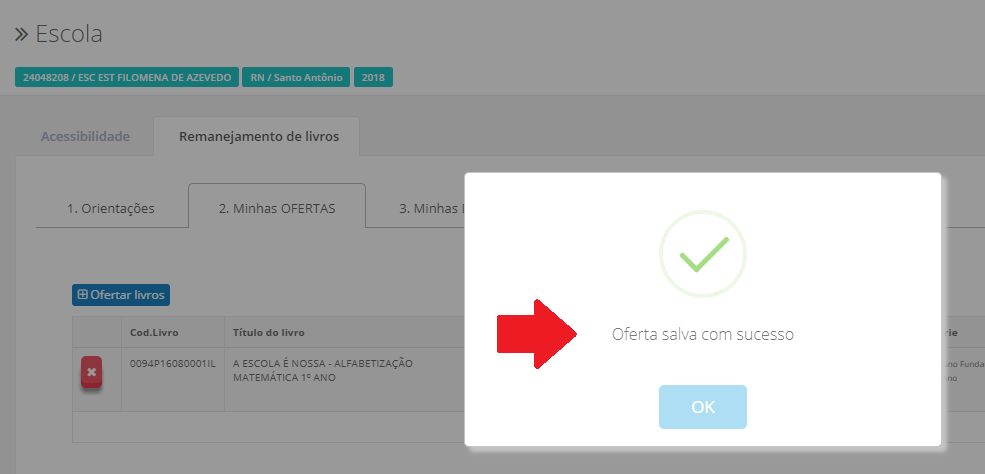 Escola
24048208 / ESC EST FILOMENA DE AZEVEDO RN / Santo Antônio 2018
Acessibilidade Remanejamento de livros
1. Orientações 2. Minhas OFERTAS 3. Minhas
Ofertar livros
Cod.Livro Título do livro
0094P16080001IL A ESCOLA É NOSSA - ALFABETIZAÇÃO
MATEMÁTICA 1º ANO
Oferta salva com sucesso
OK